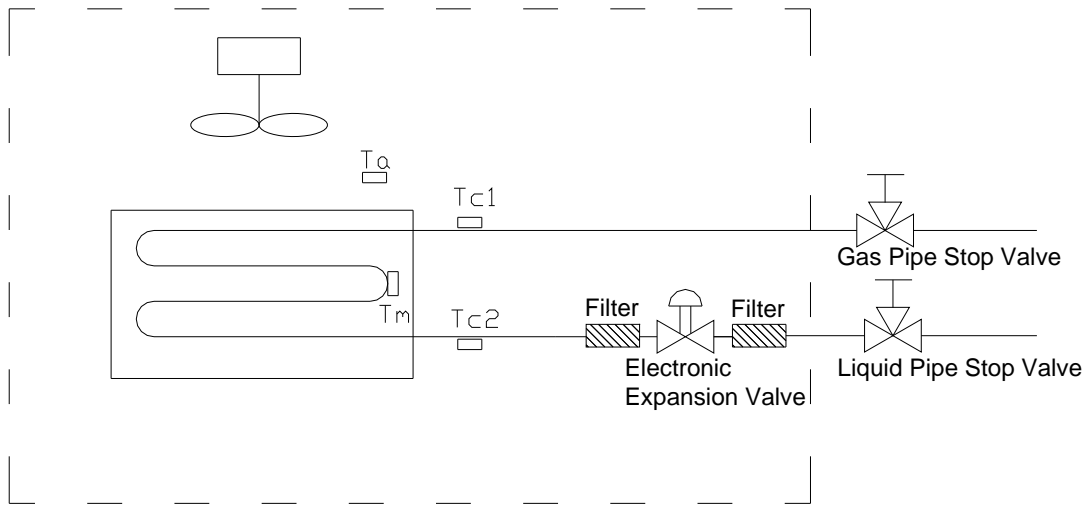 Ta
Tc1
Gas Pipe Stop Valve
Tm
Tc2
Filter
Filter
Electronic
Expansion Valve
Liquid Pipe Stop Valve